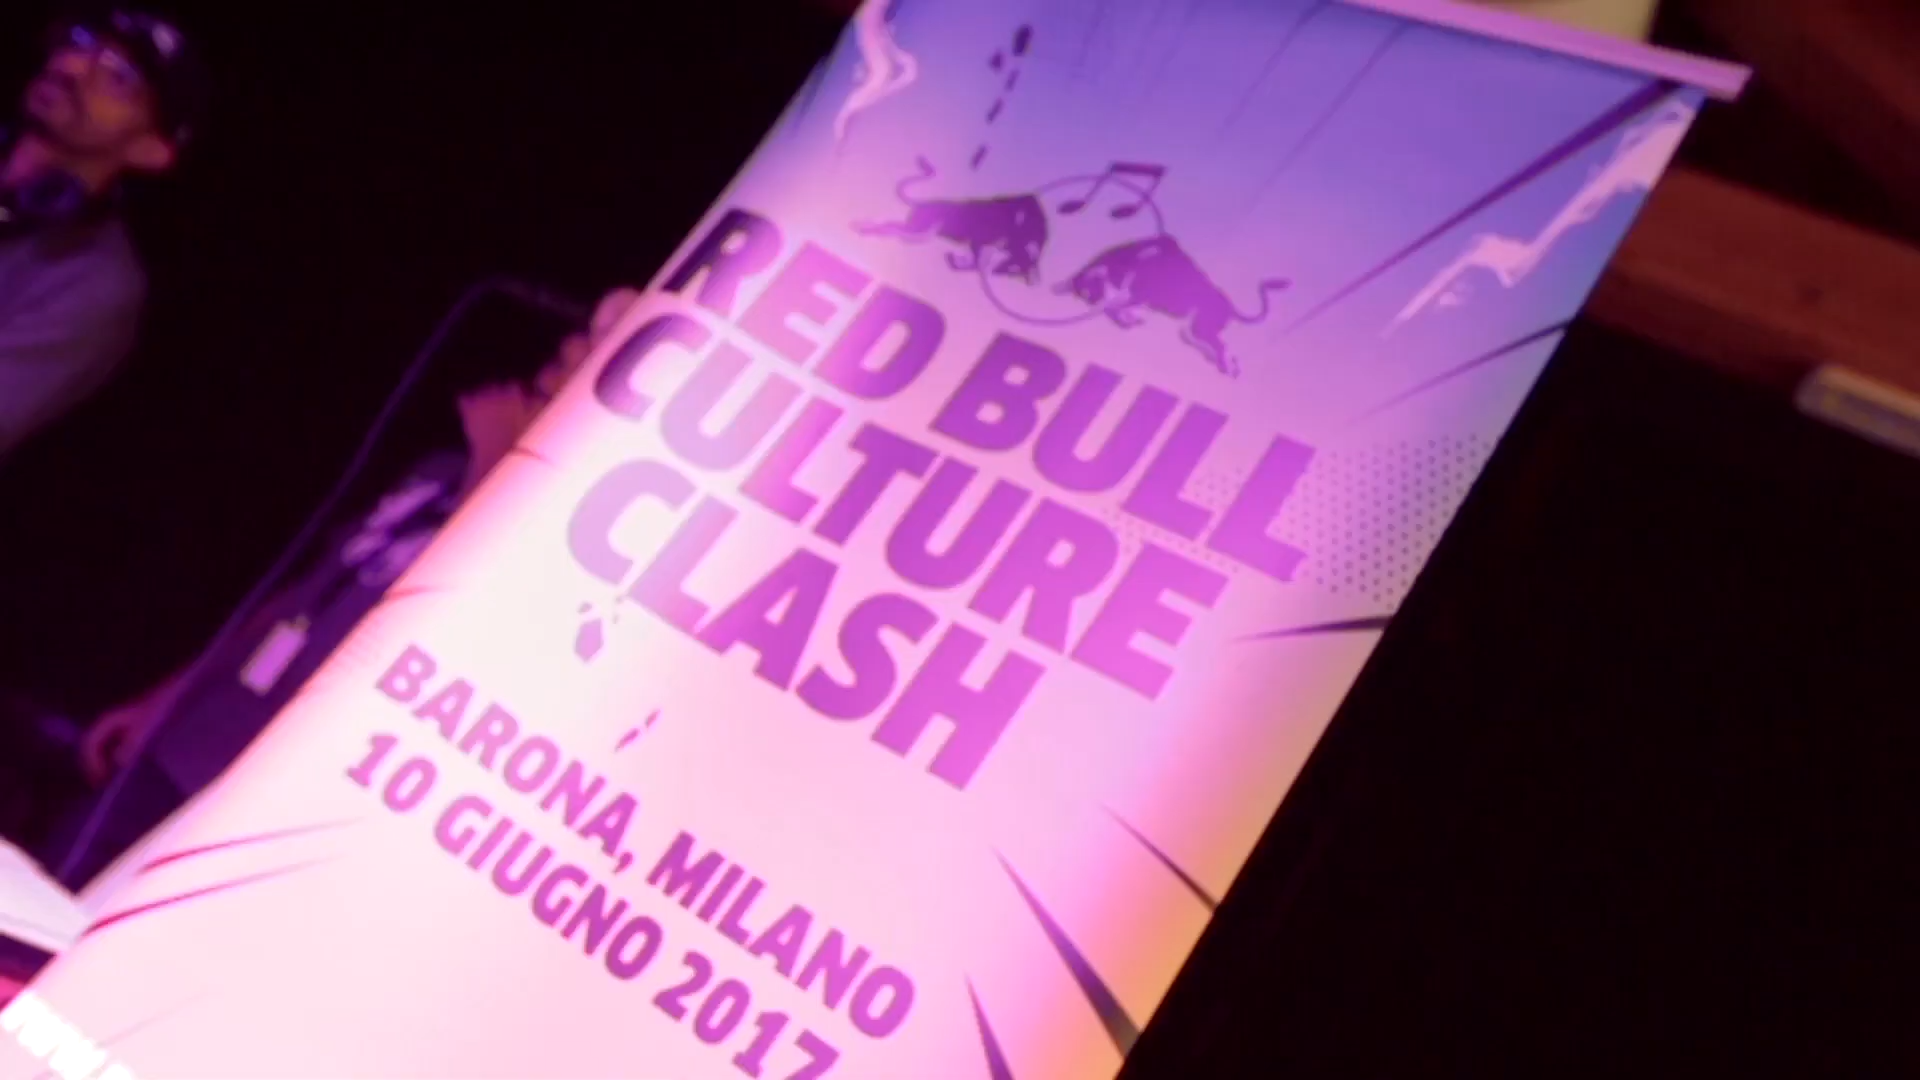 RED BULL
CULTURE
CLASH
BARONA, MILANO
10 GIUGNO 2017